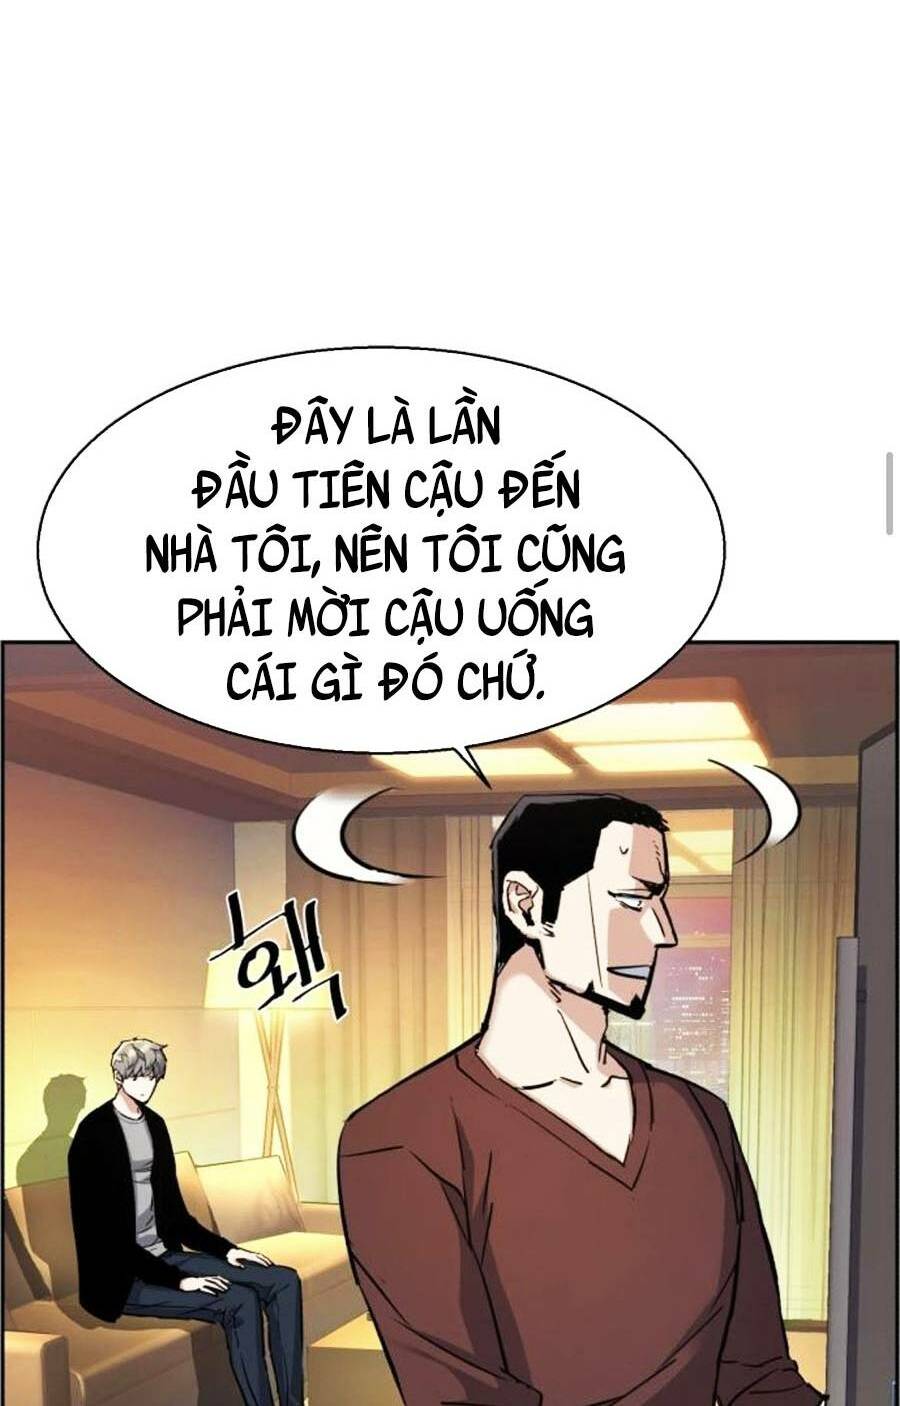 ĐÂY LÀ LẦN
ĐẦU TIÊN CẬU ĐẾN
NHÀ TÔI, NÊN TÔI CŨNG
PHẢI MỜI CẬU UỐNG
CÁI GÌ ĐÓ CHỨ.
홱